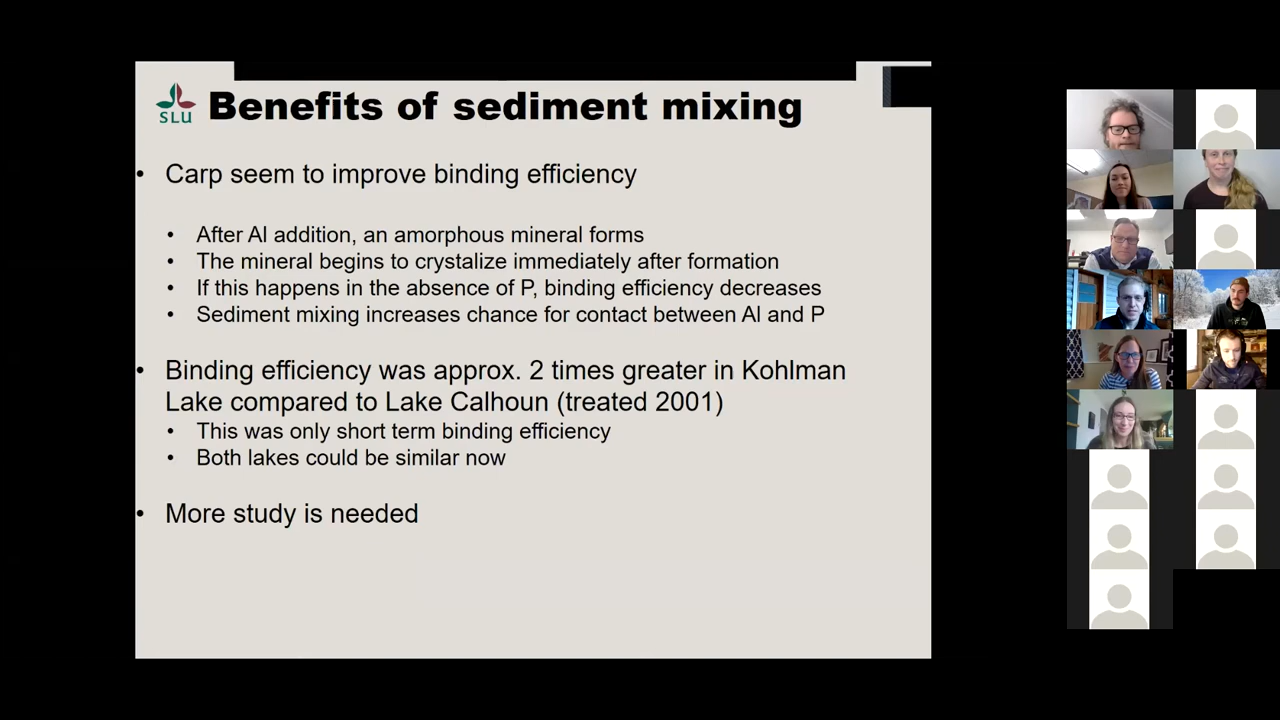 SLU
Benefits of sediment mixing
• Carp seem to improve binding efficiency
• After Al addition, an amorphous mineral forms
• The mineral begins to crystalize immediately after formation
• If this happens in the absence of P, binding efficiency decreases
• Sediment mixing increases chance for contact between Al and P
• Binding efficiency was approx. 2 times greater in Kohlman
Lake compared to Lake Calhoun (treated 2001)
• This was only short term binding efficiency
• Both lakes could be similar now
• More study is needed